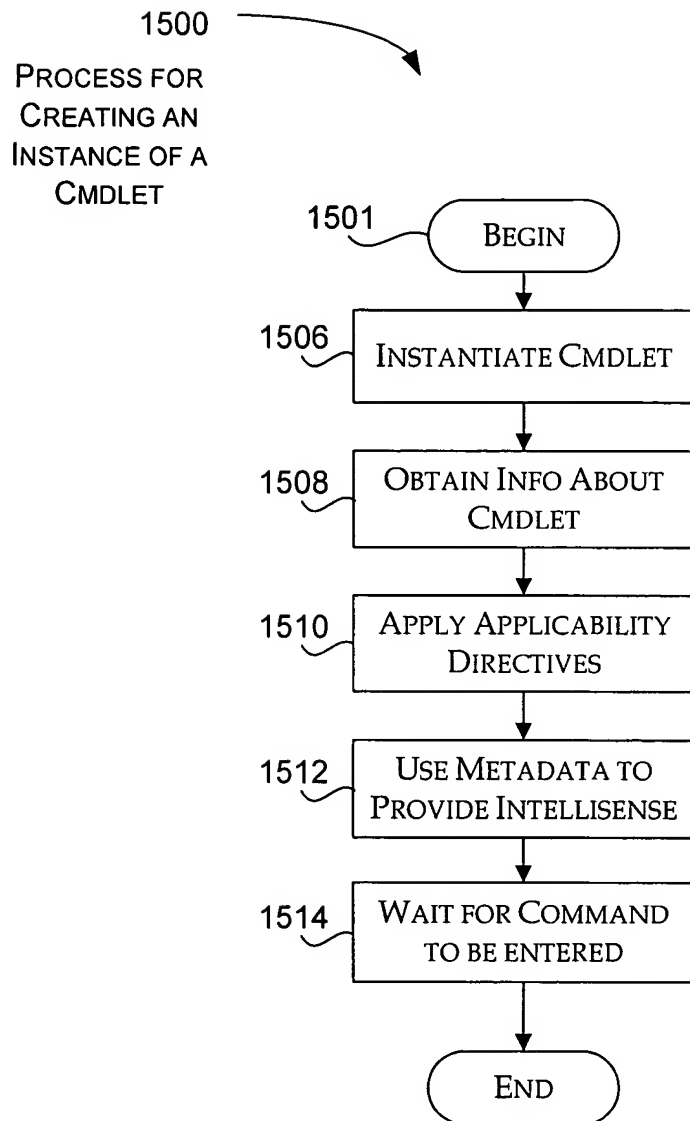 1500
PROCESS FOR
CREATING AN
INSTANCE OF A
CMDLET
1501
BEGIN
1506
INSTANTIATE CMDLET
1508
OBTAIN INFO ABOUT
CMDLET
1510
APPLY APPLICABILITY
DIRECTIVES
1512
USE METADATA TO
PROVIDE INTELLISENSE
1514
WAIT FOR COMMAND
TO BE ENTERED
END